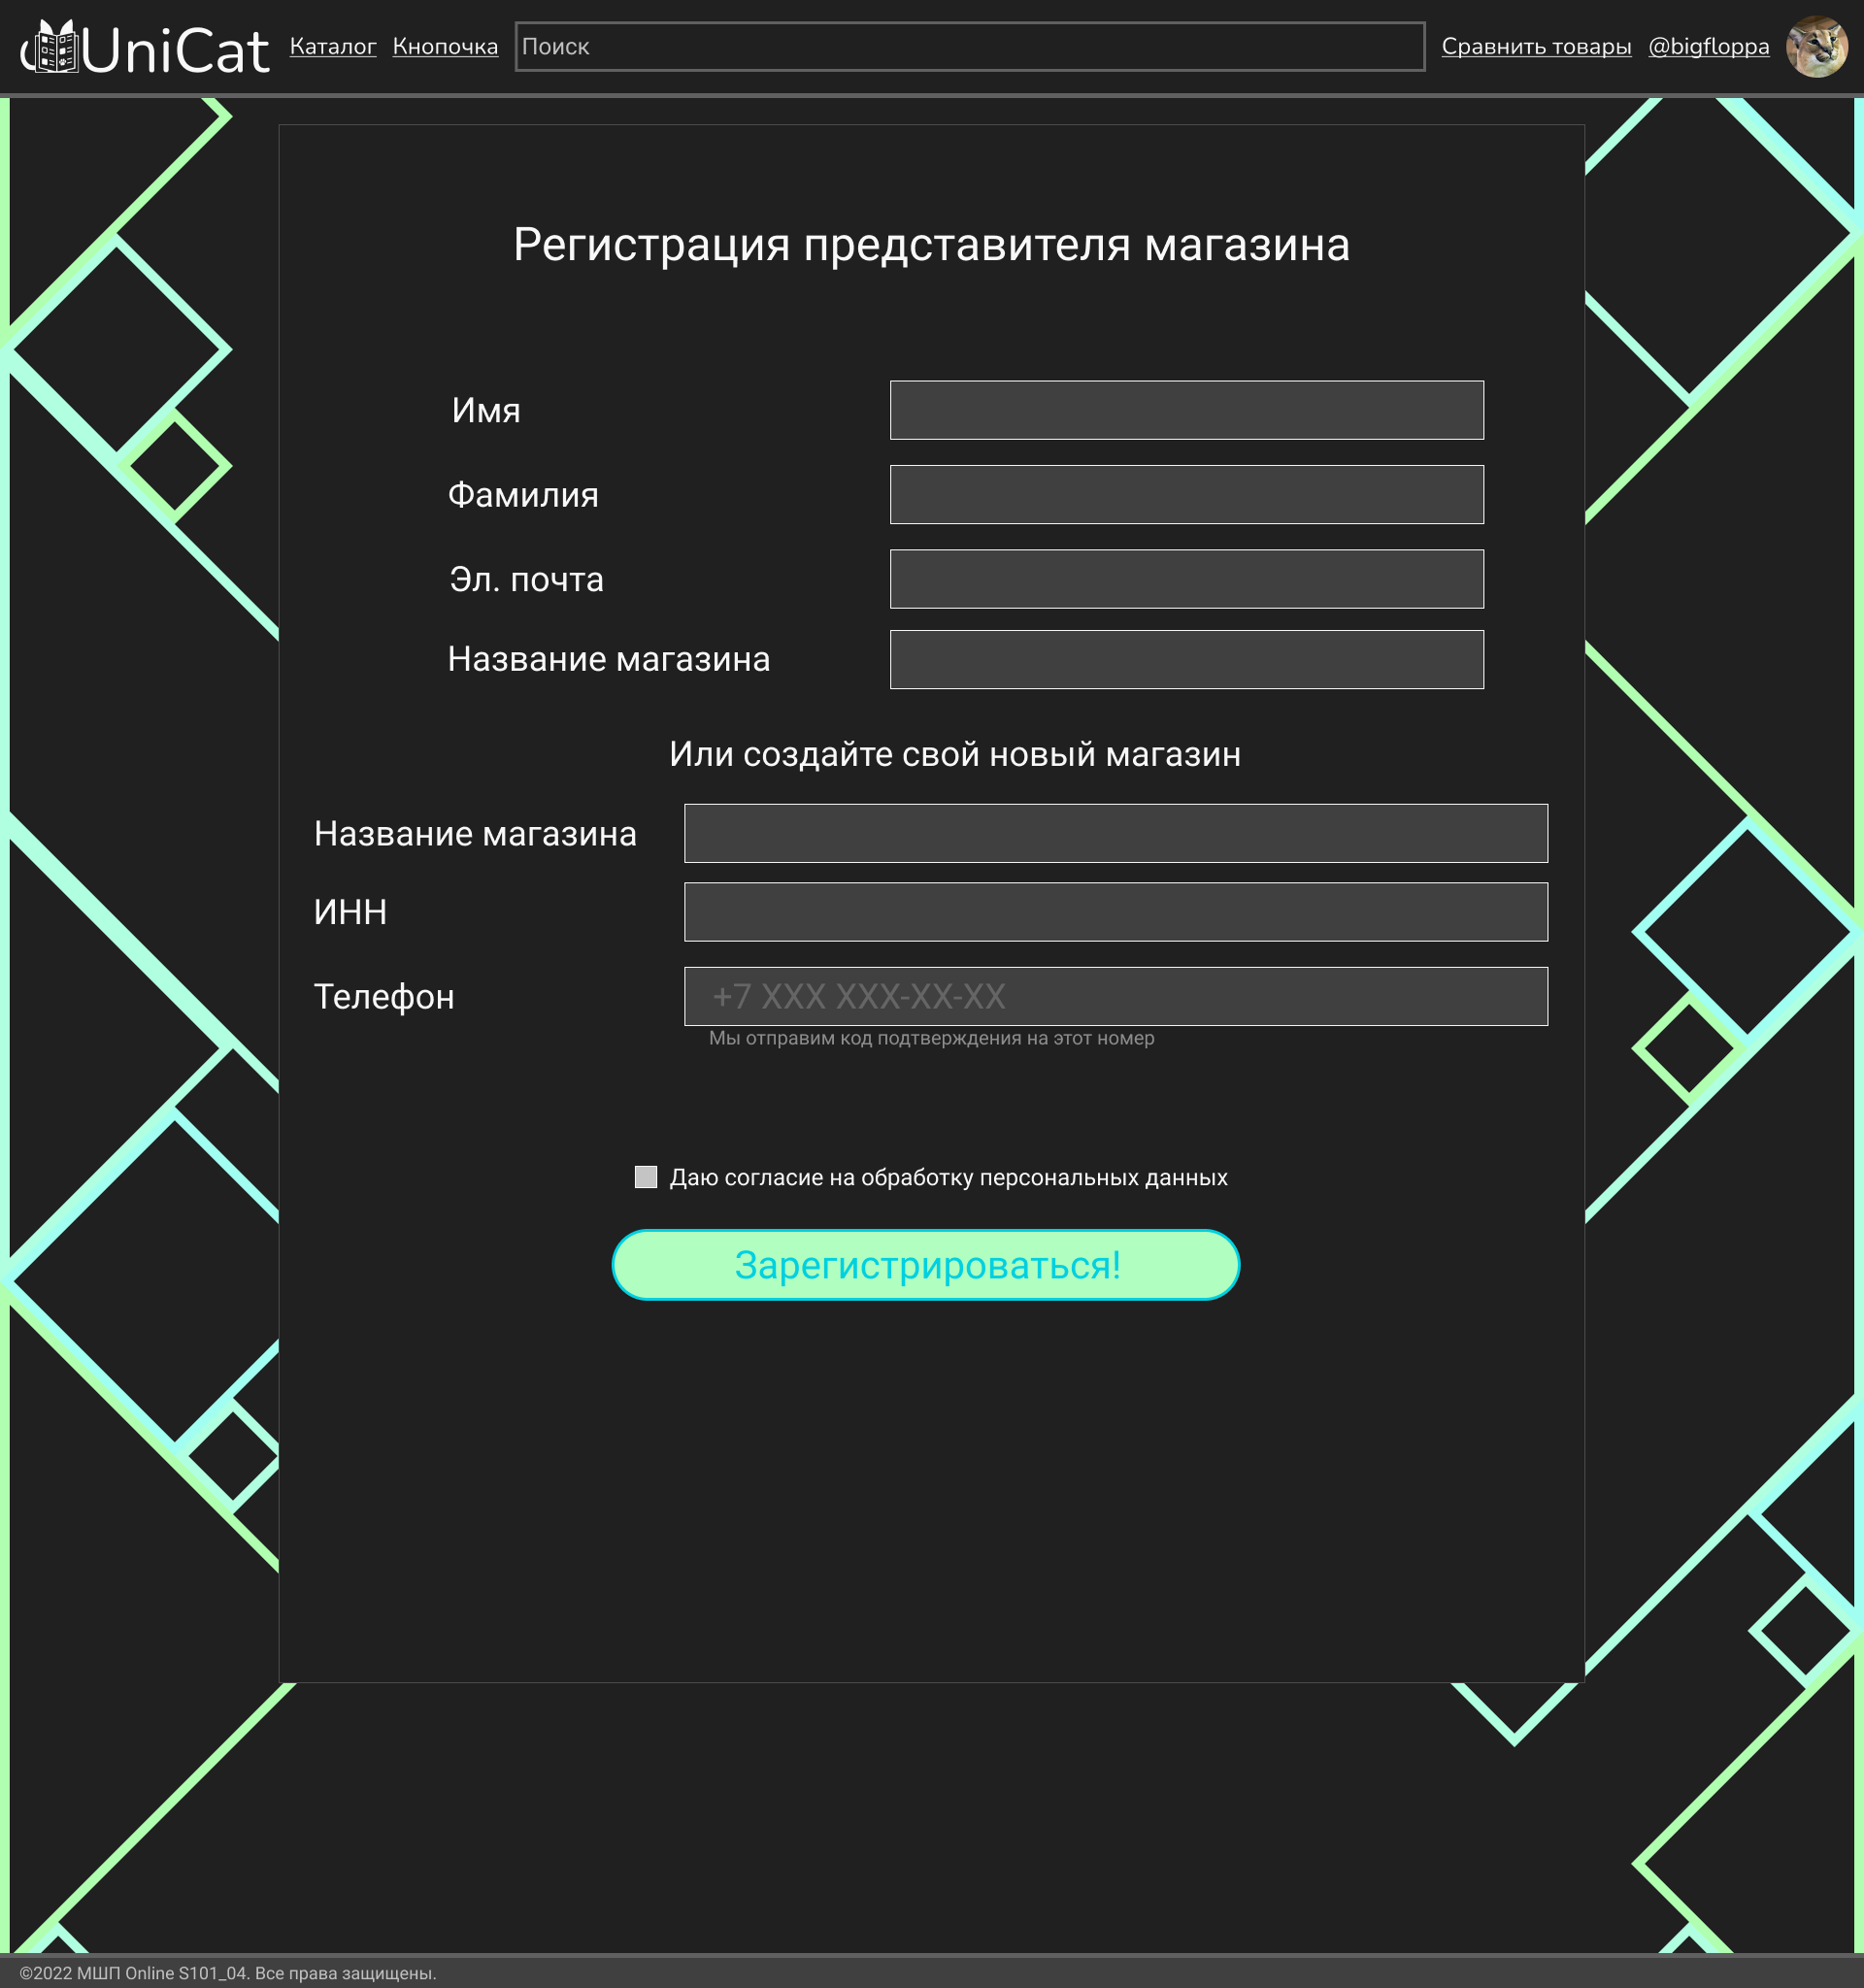 UniCat Каталог Кнопочка Поиск Сравнить товары @bigfloppa
Регистрация представителя магазина
Имя
Фамилия
Эл. почта
Название магазина
Или создайте свой новый магазин
Название магазина
ИНН
Телефон +7 XXX XXX-XX-XX
Мы отправим код подтверждения на этот номер
Даю согласие на обработку персональных данных
Зарегистрироваться!
©2022 МШП Online S101_04. Все права защищены.